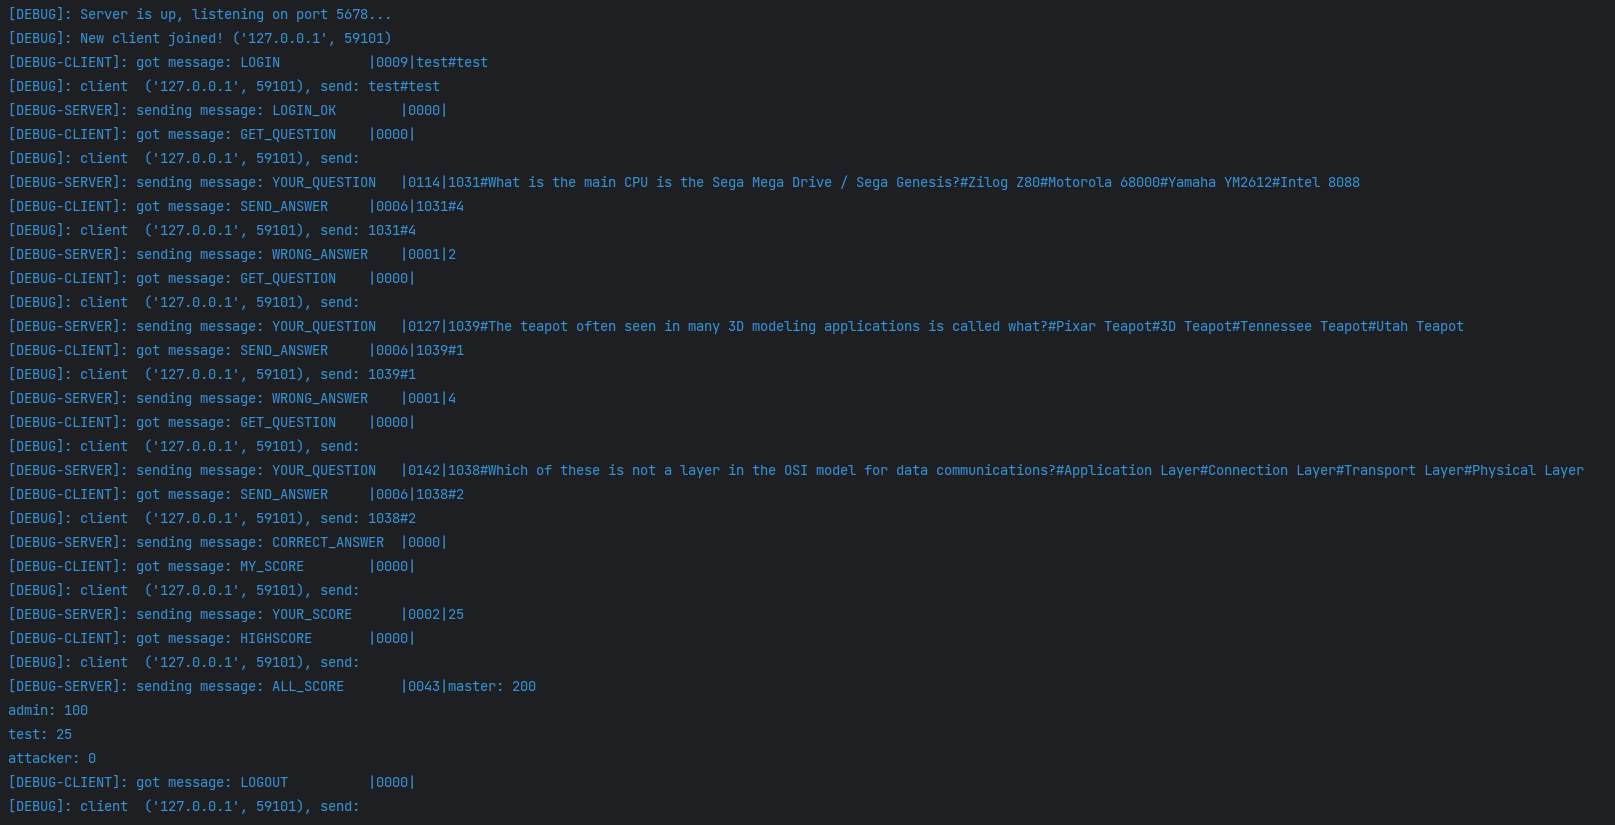 [DEBUG]: Server is up, listening on port 5678...
[DEBUG]: New client joined! ('127.0.0.1', 59101)
[DEBUG-CLIENT]: got message: LOGIN           |0009|test#test
[DEBUG]: client  ('127.0.0.1', 59101), send: test#test
[DEBUG-SERVER]: sending message: LOGIN_OK        |0000|
[DEBUG-CLIENT]: got message: GET_QUESTION    |0000|
[DEBUG]: client  ('127.0.0.1', 59101), send:
[DEBUG-SERVER]: sending message: YOUR_QUESTION   |0114|1031#What is the main CPU is the Sega Mega Drive / Sega Genesis?#Zilog Z80#Motorola 68000#Yamaha YM2612#Intel 8088
[DEBUG-CLIENT]: got message: SEND_ANSWER     |0006|1031#4
[DEBUG]: client  ('127.0.0.1', 59101), send: 1031#4
[DEBUG-SERVER]: sending message: WRONG_ANSWER    |0001|2
[DEBUG-CLIENT]: got message: GET_QUESTION    |0000|
[DEBUG]: client  ('127.0.0.1', 59101), send:
[DEBUG-SERVER]: sending message: YOUR_QUESTION   |0127|1039#The teapot often seen in many 3D modeling applications is called what?#Pixar Teapot#3D Teapot#Tennessee Teapot#Utah Teapot
[DEBUG-CLIENT]: got message: SEND_ANSWER     |0006|1039#1
[DEBUG]: client  ('127.0.0.1', 59101), send: 1039#1
[DEBUG-SERVER]: sending message: WRONG_ANSWER    |0001|4
[DEBUG-CLIENT]: got message: GET_QUESTION    |0000|
[DEBUG]: client  ('127.0.0.1', 59101), send:
[DEBUG-SERVER]: sending message: YOUR_QUESTION   |0142|1038#Which of these is not a layer in the OSI model for data communications?#Application Layer#Connection Layer#Transport Layer#Physical Layer
[DEBUG-CLIENT]: got message: SEND_ANSWER     |0006|1038#2
[DEBUG]: client  ('127.0.0.1', 59101), send: 1038#2
[DEBUG-SERVER]: sending message: CORRECT_ANSWER  |0000|
[DEBUG-CLIENT]: got message: MY_SCORE        |0000|
[DEBUG]: client  ('127.0.0.1', 59101), send:
[DEBUG-SERVER]: sending message: YOUR_SCORE      |0002|25
[DEBUG-CLIENT]: got message: HIGHSCORE       |0000|
[DEBUG]: client  ('127.0.0.1', 59101), send:
[DEBUG-SERVER]: sending message: ALL_SCORE       |0043|master: 200
admin: 100
test: 25
attacker: 0
[DEBUG-CLIENT]: got message: LOGOUT          |0000|
[DEBUG]: client  ('127.0.0.1', 59101), send: